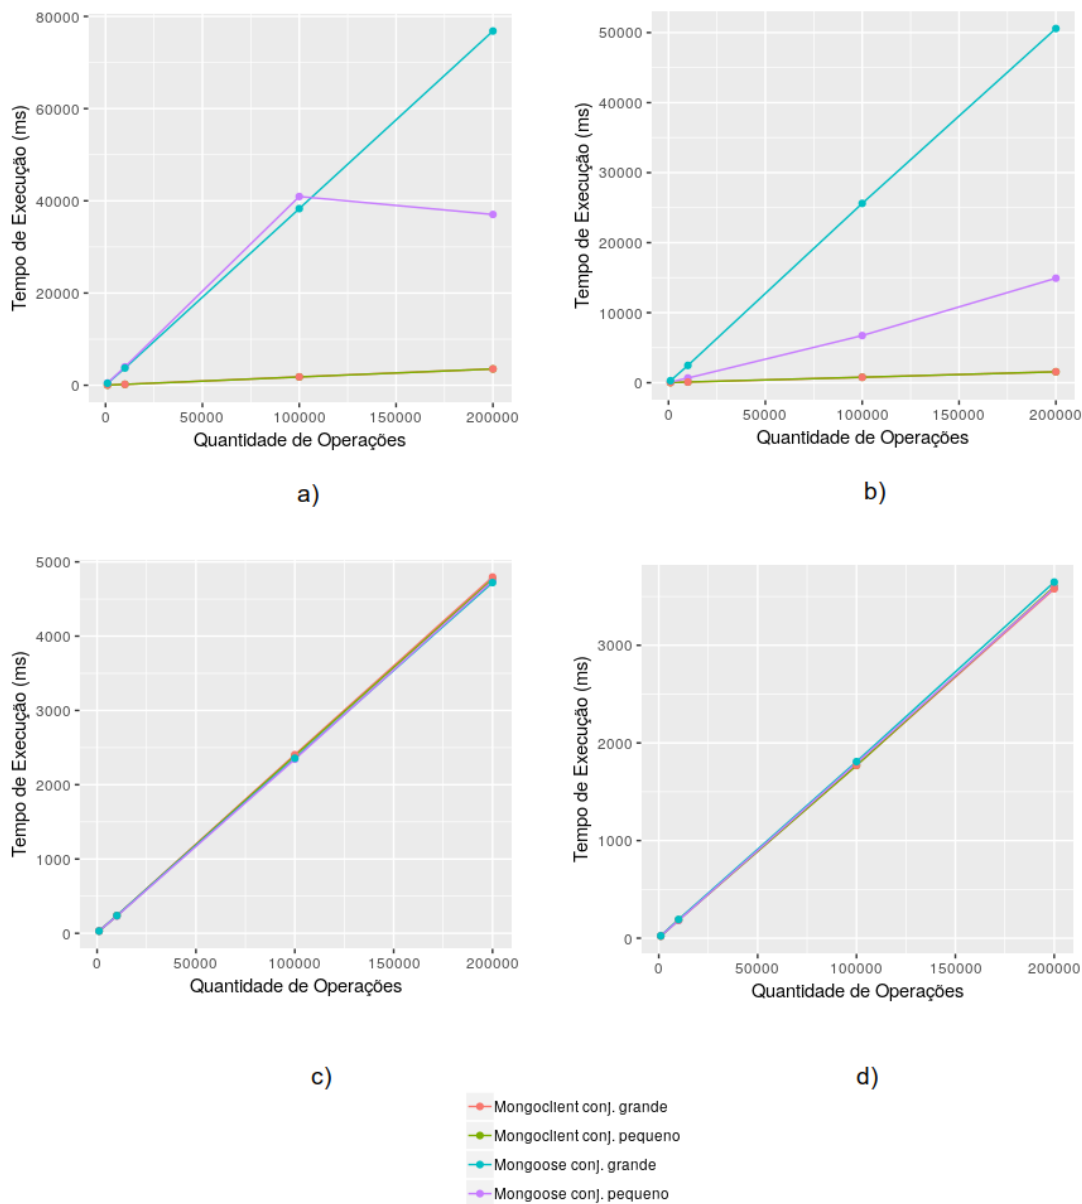 80000
60000
40000
20000
0
Tempo de Execução (ms)
0 50000 100000 150000 200000
Quantidade de Operações
a)
50000
40000
30000
20000
10000
0
Tempo de Execução (ms)
0 50000 100000 150000 200000
Quantidade de Operações
b)
5000
4000
3000
2000
1000
0
Tempo de Execução (ms)
0 50000 100000 150000 200000
Quantidade de Operações
c)
3000
2000
1000
0
Tempo de Execução (ms)
0 50000 100000 150000 200000
Quantidade de Operações
d)
Mongoclient conj. grande
Mongoclient conj. pequeno
Mongoose conj. grande
Mongoose conj. pequeno